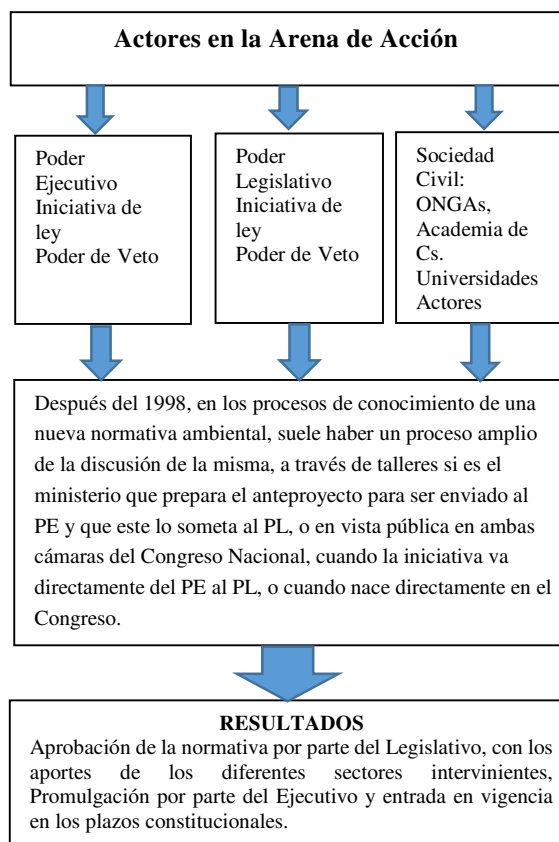 Actores en la Arena de Acción
Poder
Ejecutivo
Iniciativa de
ley
Poder de Veto
Poder
Legislativo
Iniciativa de
ley
Poder de Veto
Sociedad
Civil:
ONGAs,
Academia de
Cs.
Universidades
Actores
Después del 1998, en los procesos de conocimiento de una
nueva normativa ambiental, suele haber un proceso amplio
de la discusión de la misma, a través de talleres si es el
ministerio que prepara el anteproyecto para ser enviado al
PE y que este lo someta al PL, o en vista pública en ambas
cámaras del Congreso Nacional, cuando la iniciativa va
directamente del PE al PL, o cuando nace directamente en el
Congreso.
RESULTADOS
Aprobación de la normativa por parte del Legislativo, con los
aportes de los diferentes sectores intervinientes,
Promulgación por parte del Ejecutivo y entrada en vigencia
en los plazos constitucionales.